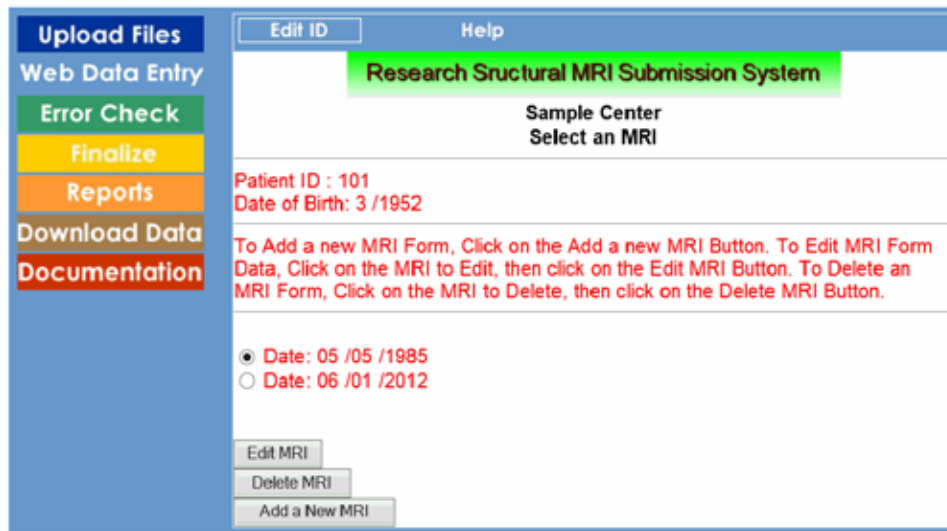 Upload Files
Web Data Entry
Error Check
Finalize
Reports
Download Data
Documentation
Edit ID Help
Research Sructural MRI Submission System
Sample Center
Select an MRI
Patient ID : 101
Date of Birth: 3 /1952
To Add a new MRI Form, Click on the Add a new MRI Button. To Edit MRI Form
Data, Click on the MRI to Edit, then click on the Edit MRI Button. To Delete an
MRI Form, Click on the MRI to Delete, then click on the Delete MRI Button.
Date: 05 /05 /1985
Date: 06 /01 /2012
Edit MRI
Delete MRI
Add a New MRI